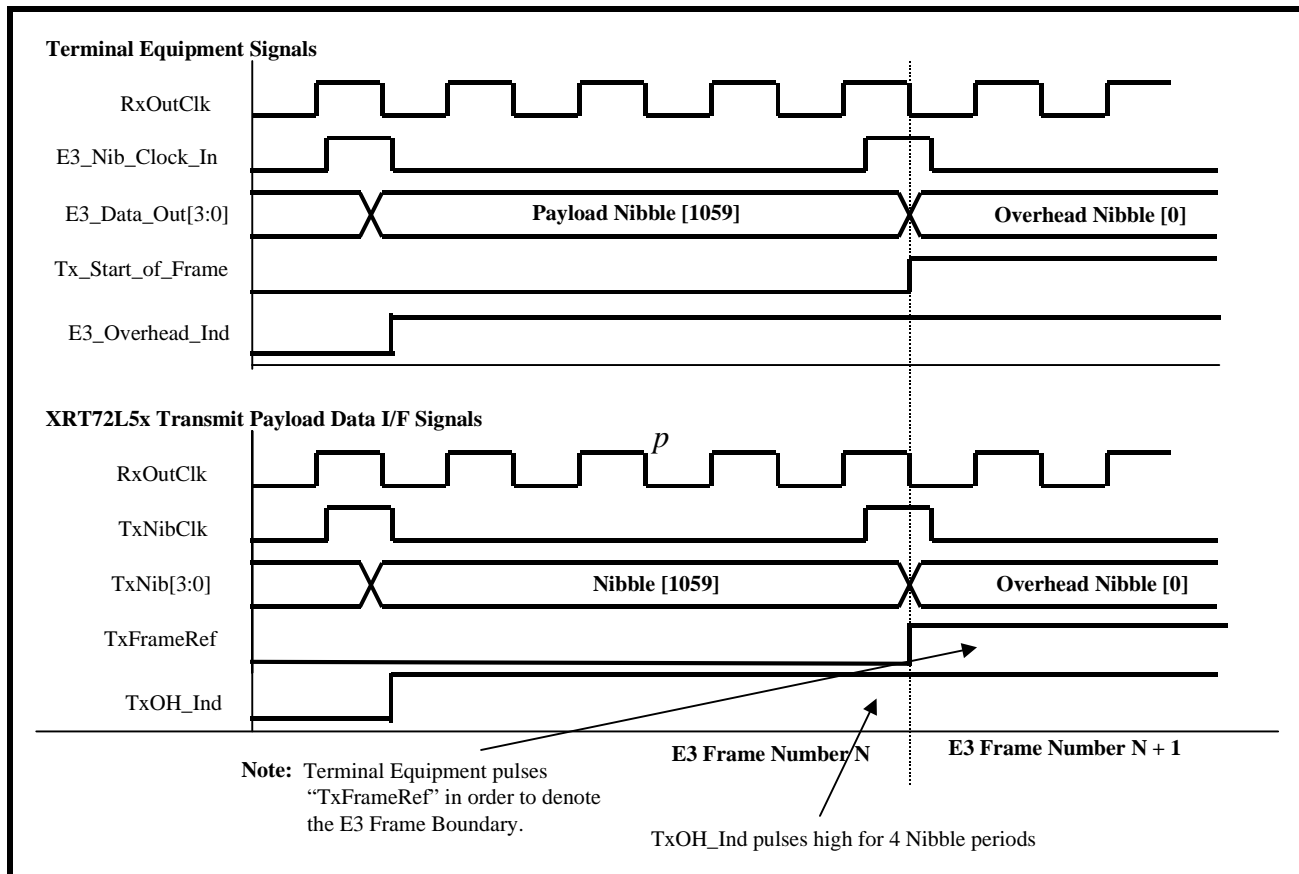 Terminal Equipment Signals
RxOutClk
E3_Nib_Clock_In
E3_Data_Out[3:0]
Payload Nibble [1059]
Overhead Nibble [0]
Tx_Start_of_Frame
E3_Overhead_Ind
XRT72L5x Transmit Payload Data I/F Signals
p
RxOutClk
TxNibClk
TxNib[3:0]
Nibble [1059]
Overhead Nibble [0]
TxFrameRef
TxOH_Ind
E3 Frame Number N
E3 Frame Number N + 1
Note: Terminal Equipment pulses
“TxFrameRef” in order to denote
the E3 Frame Boundary.
TxOH_Ind pulses high for 4 Nibble periods